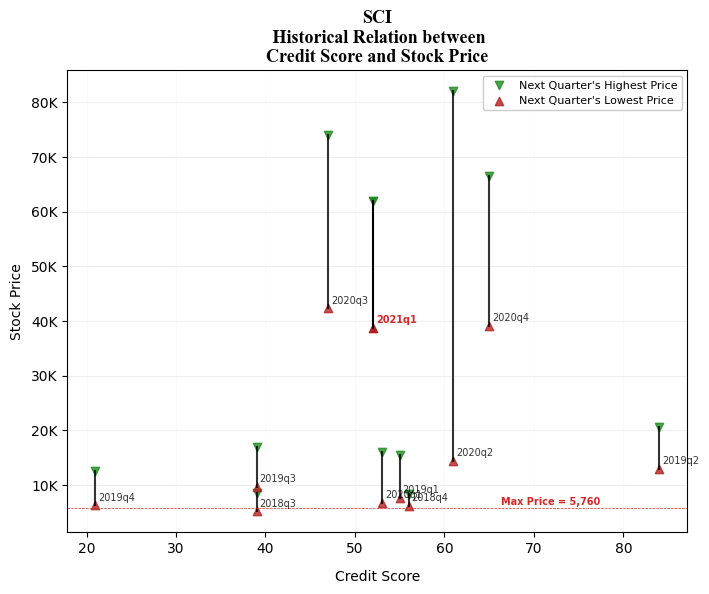 SCI
Historical Relation between
Credit Score and Stock Price
Next Quarter's Highest Price
Next Quarter's Lowest Price
80K
70K
60K
50K
40K
30K
20K
10K
Stock Price
2020q3
2021q1
2020q4
2020q2
2019q2
2019q3
2019q1
2019q4
2018q4
2018q3
Max Price = 5,760
20
30
40
50
60
70
80
Credit Score